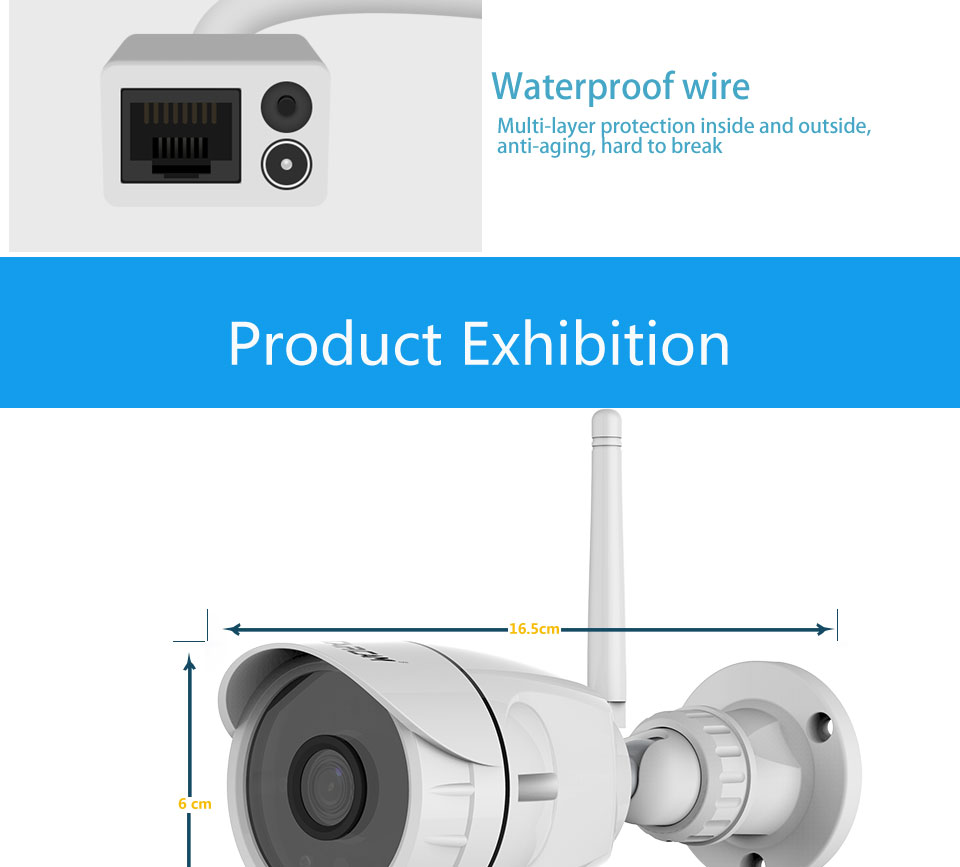 Waterproof wire
Multi-layer protection inside and outside,
anti-aging, hard to break
Product Exhibition
16.5cm
6 cm